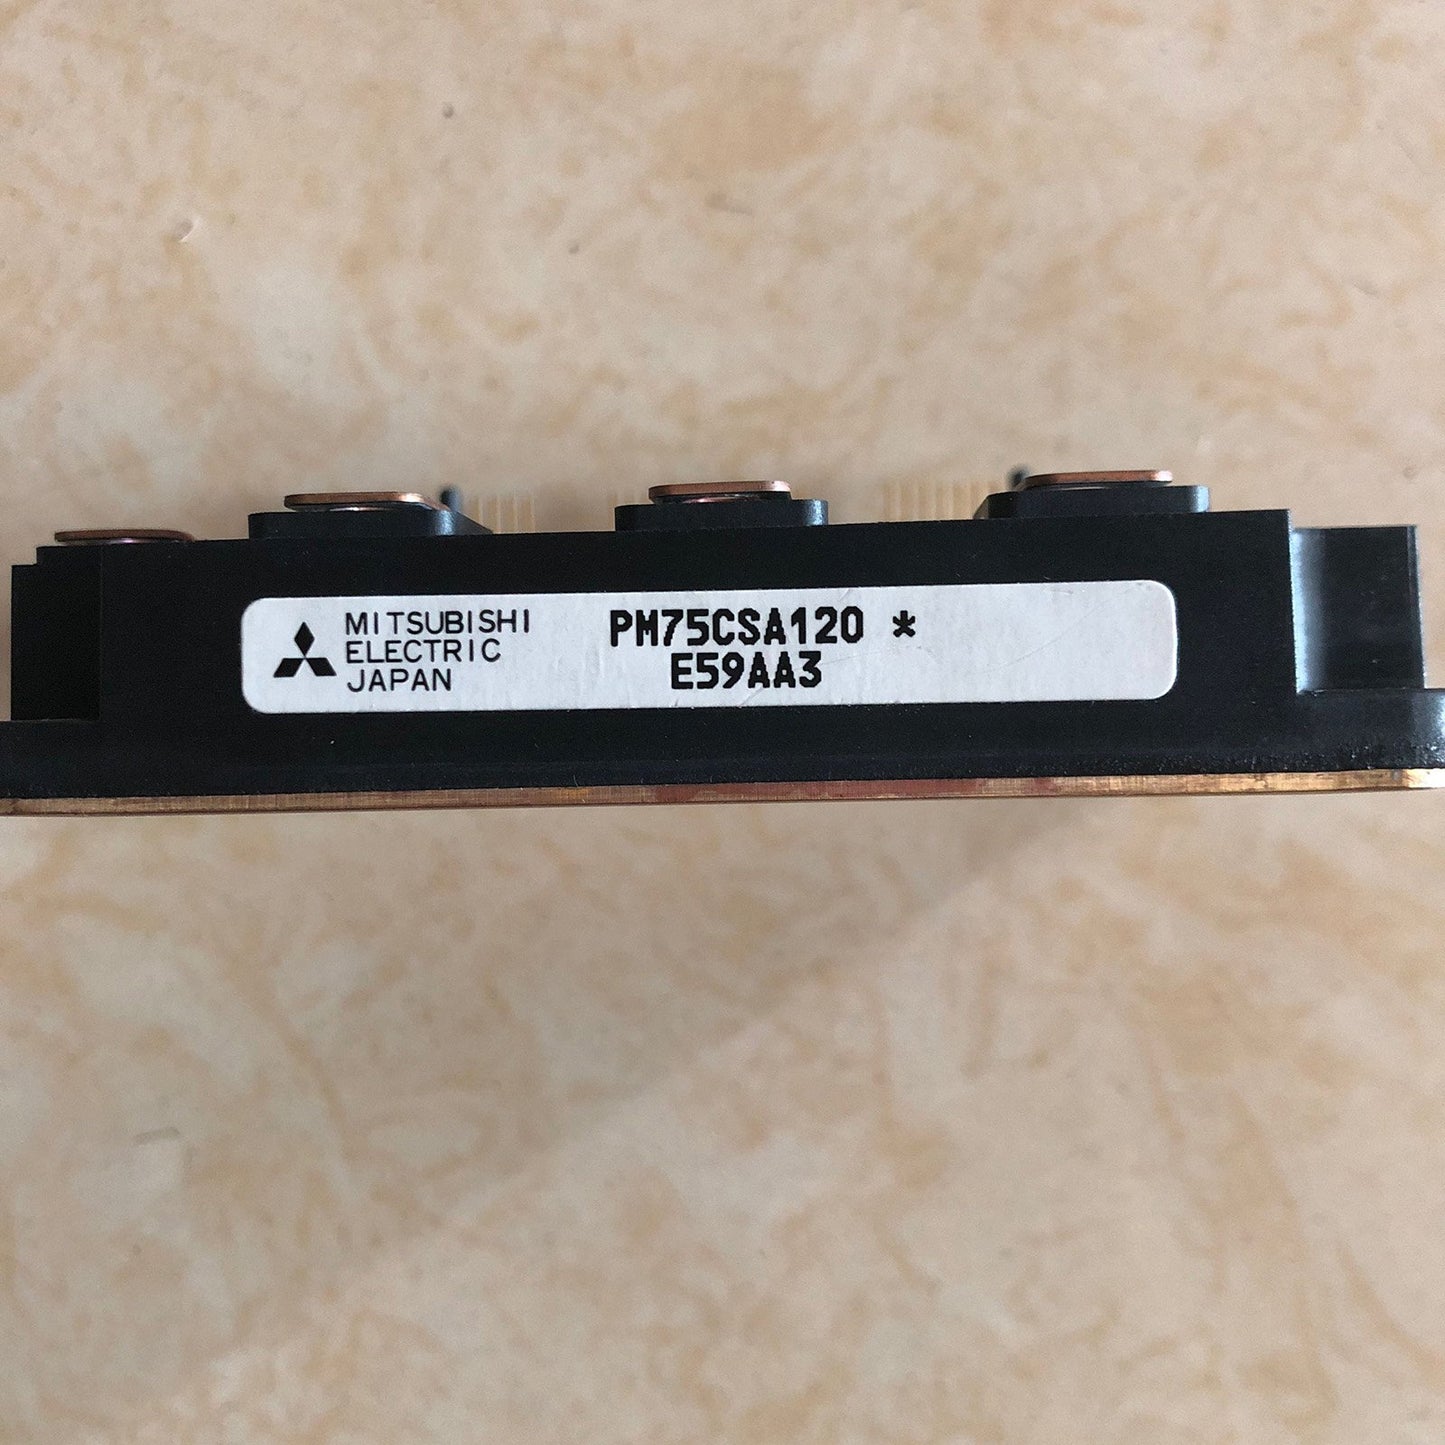 MITSUBISHI
ELECTRIC
JAPAN
PM75CSA120 *
E59AA3